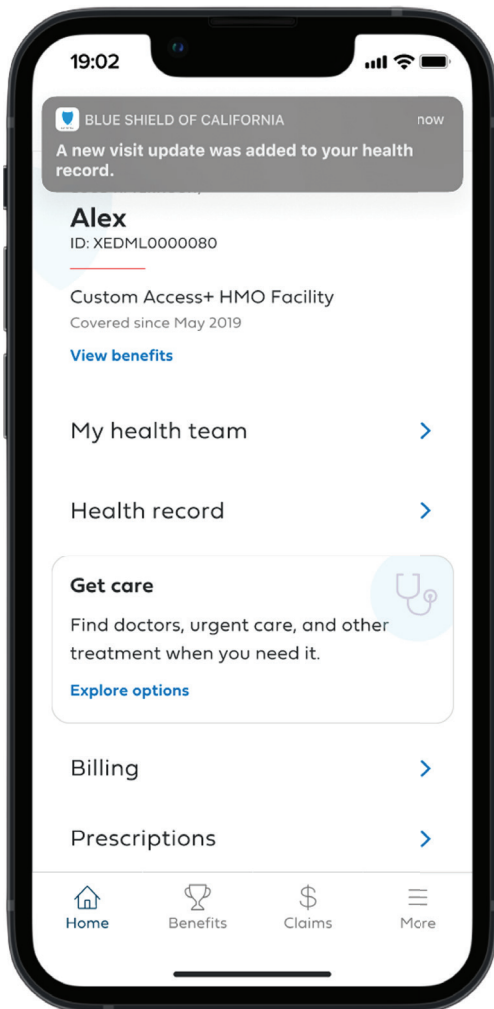 19:02
BLUE SHIELD OF CALIFORNIA now
A new visit update was added to your health
record.
Alex
ID: XEDML0000080
Custom Access+ HMO Facility
Covered since May 2019
View benefits
My health team
Health record
Get care
Find doctors, urgent care, and other
treatment when you need it.
Explore options
Billing
Prescriptions
Home Benefits Claims More